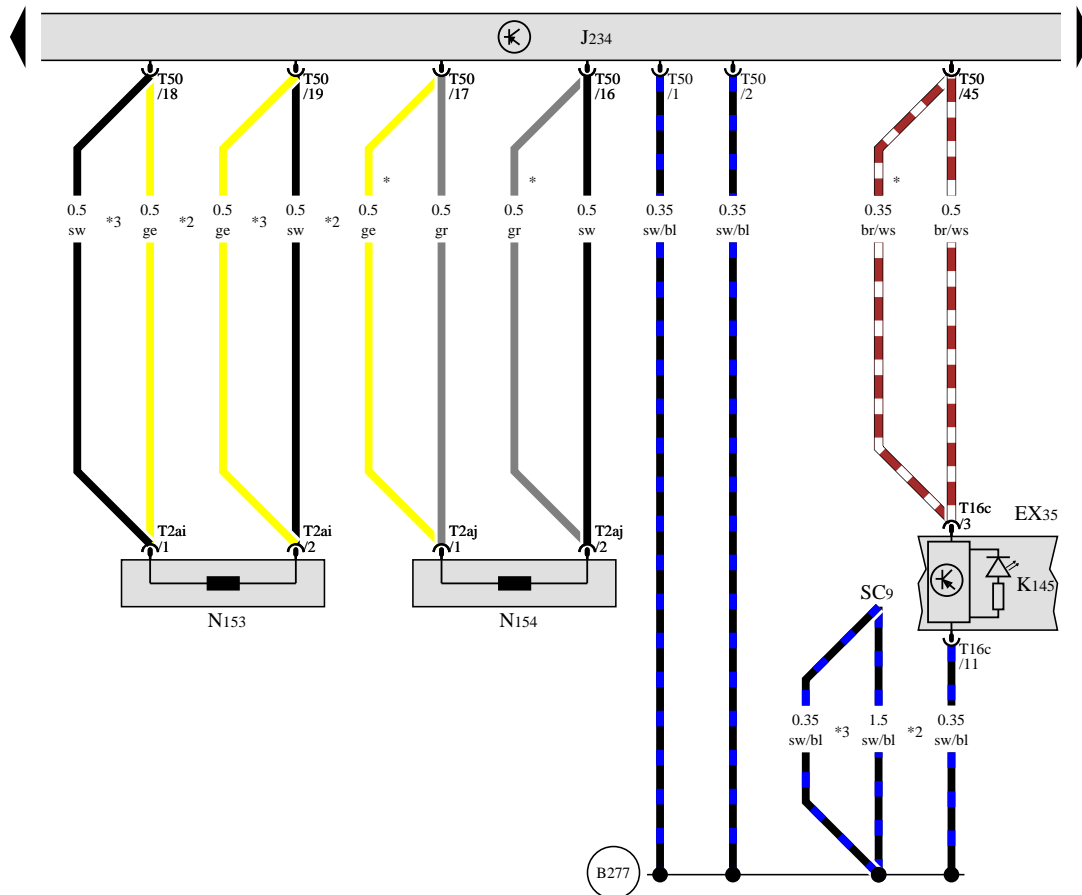 J234
T50 T50 T50 T50 T50 T50 T50
/18 /19 /17 /16 /1 /2 /45
* * *
0.5 0.5 0.5 0.5 0.5 0.5 0.5 0.5 0.35 0.35 0.35 0.5
*3 *2 *3 *2
sw ge ge sw ge gr gr sw sw/bl sw/bl br/ws br/ws
T16c
/3
EX35
T2ai T2ai T2aj T2aj
/1 /2 /1 /2
K145
SC9
N153 N154
T16c
/11
0.35 1.5 0.35
*3 *2
sw/bl sw/bl sw/bl
B277